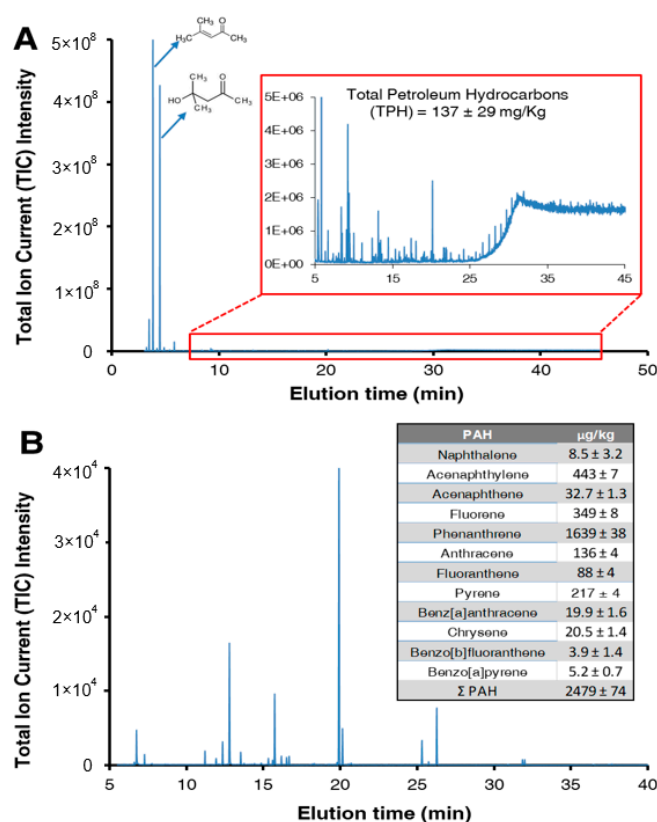 A
CH₃ O
H₃C CH₃
CH₃ O
HO CH₃
CH₃
Total Petroleum Hydrocarbons
(TPH) = 137 ± 29 mg/Kg
5E+06
4E+06
3E+06
2E+06
1E+06
0E+00
5 15 25 35 45
Total Ion Current (TIC) Intensity
5×10⁸
4×10⁸
3×10⁸
2×10⁸
1×10⁸
0
0 10 20 30 40 50
Elution time (min)
B
Total Ion Current (TIC) Intensity
4×10⁴
3×10⁴
2×10⁴
1×10⁴
0
5 10 15 20 25 30 35 40
Elution time (min)
PAH µg/kg
Naphthalene 8.5 ± 3.2
Acenaphthylene 443 ± 7
Acenaphthene 32.7 ± 1.3
Fluorene 349 ± 8
Phenanthrene 1639 ± 38
Anthracene 136 ± 4
Fluoranthene 88 ± 4
Pyrene 217 ± 4
Benz[a]anthracene 19.9 ± 1.6
Chrysene 20.5 ± 1.4
Benzo[b]fluoranthene 3.9 ± 1.4
Benzo[a]pyrene 5.2 ± 0.7
Σ PAH 2479 ± 74